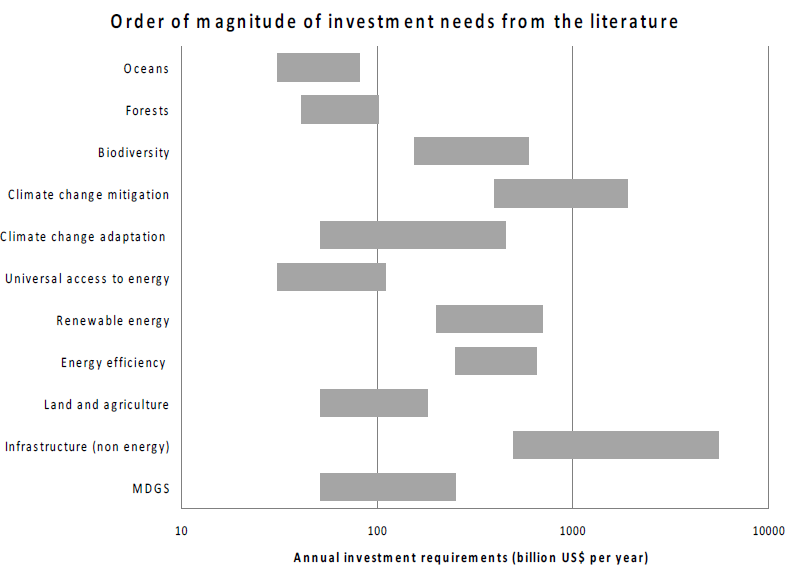 Order of magnitude of investment needs from the literature
Oceans
Forests
Biodiversity
Climate change mitigation
Climate change adaptation
Universal access to energy
Renewable energy
Energy efficiency
Land and agriculture
Infrastructure (non energy)
MDGS
10 100 1000 10000
Annual investment requirements (billion US$ per year)